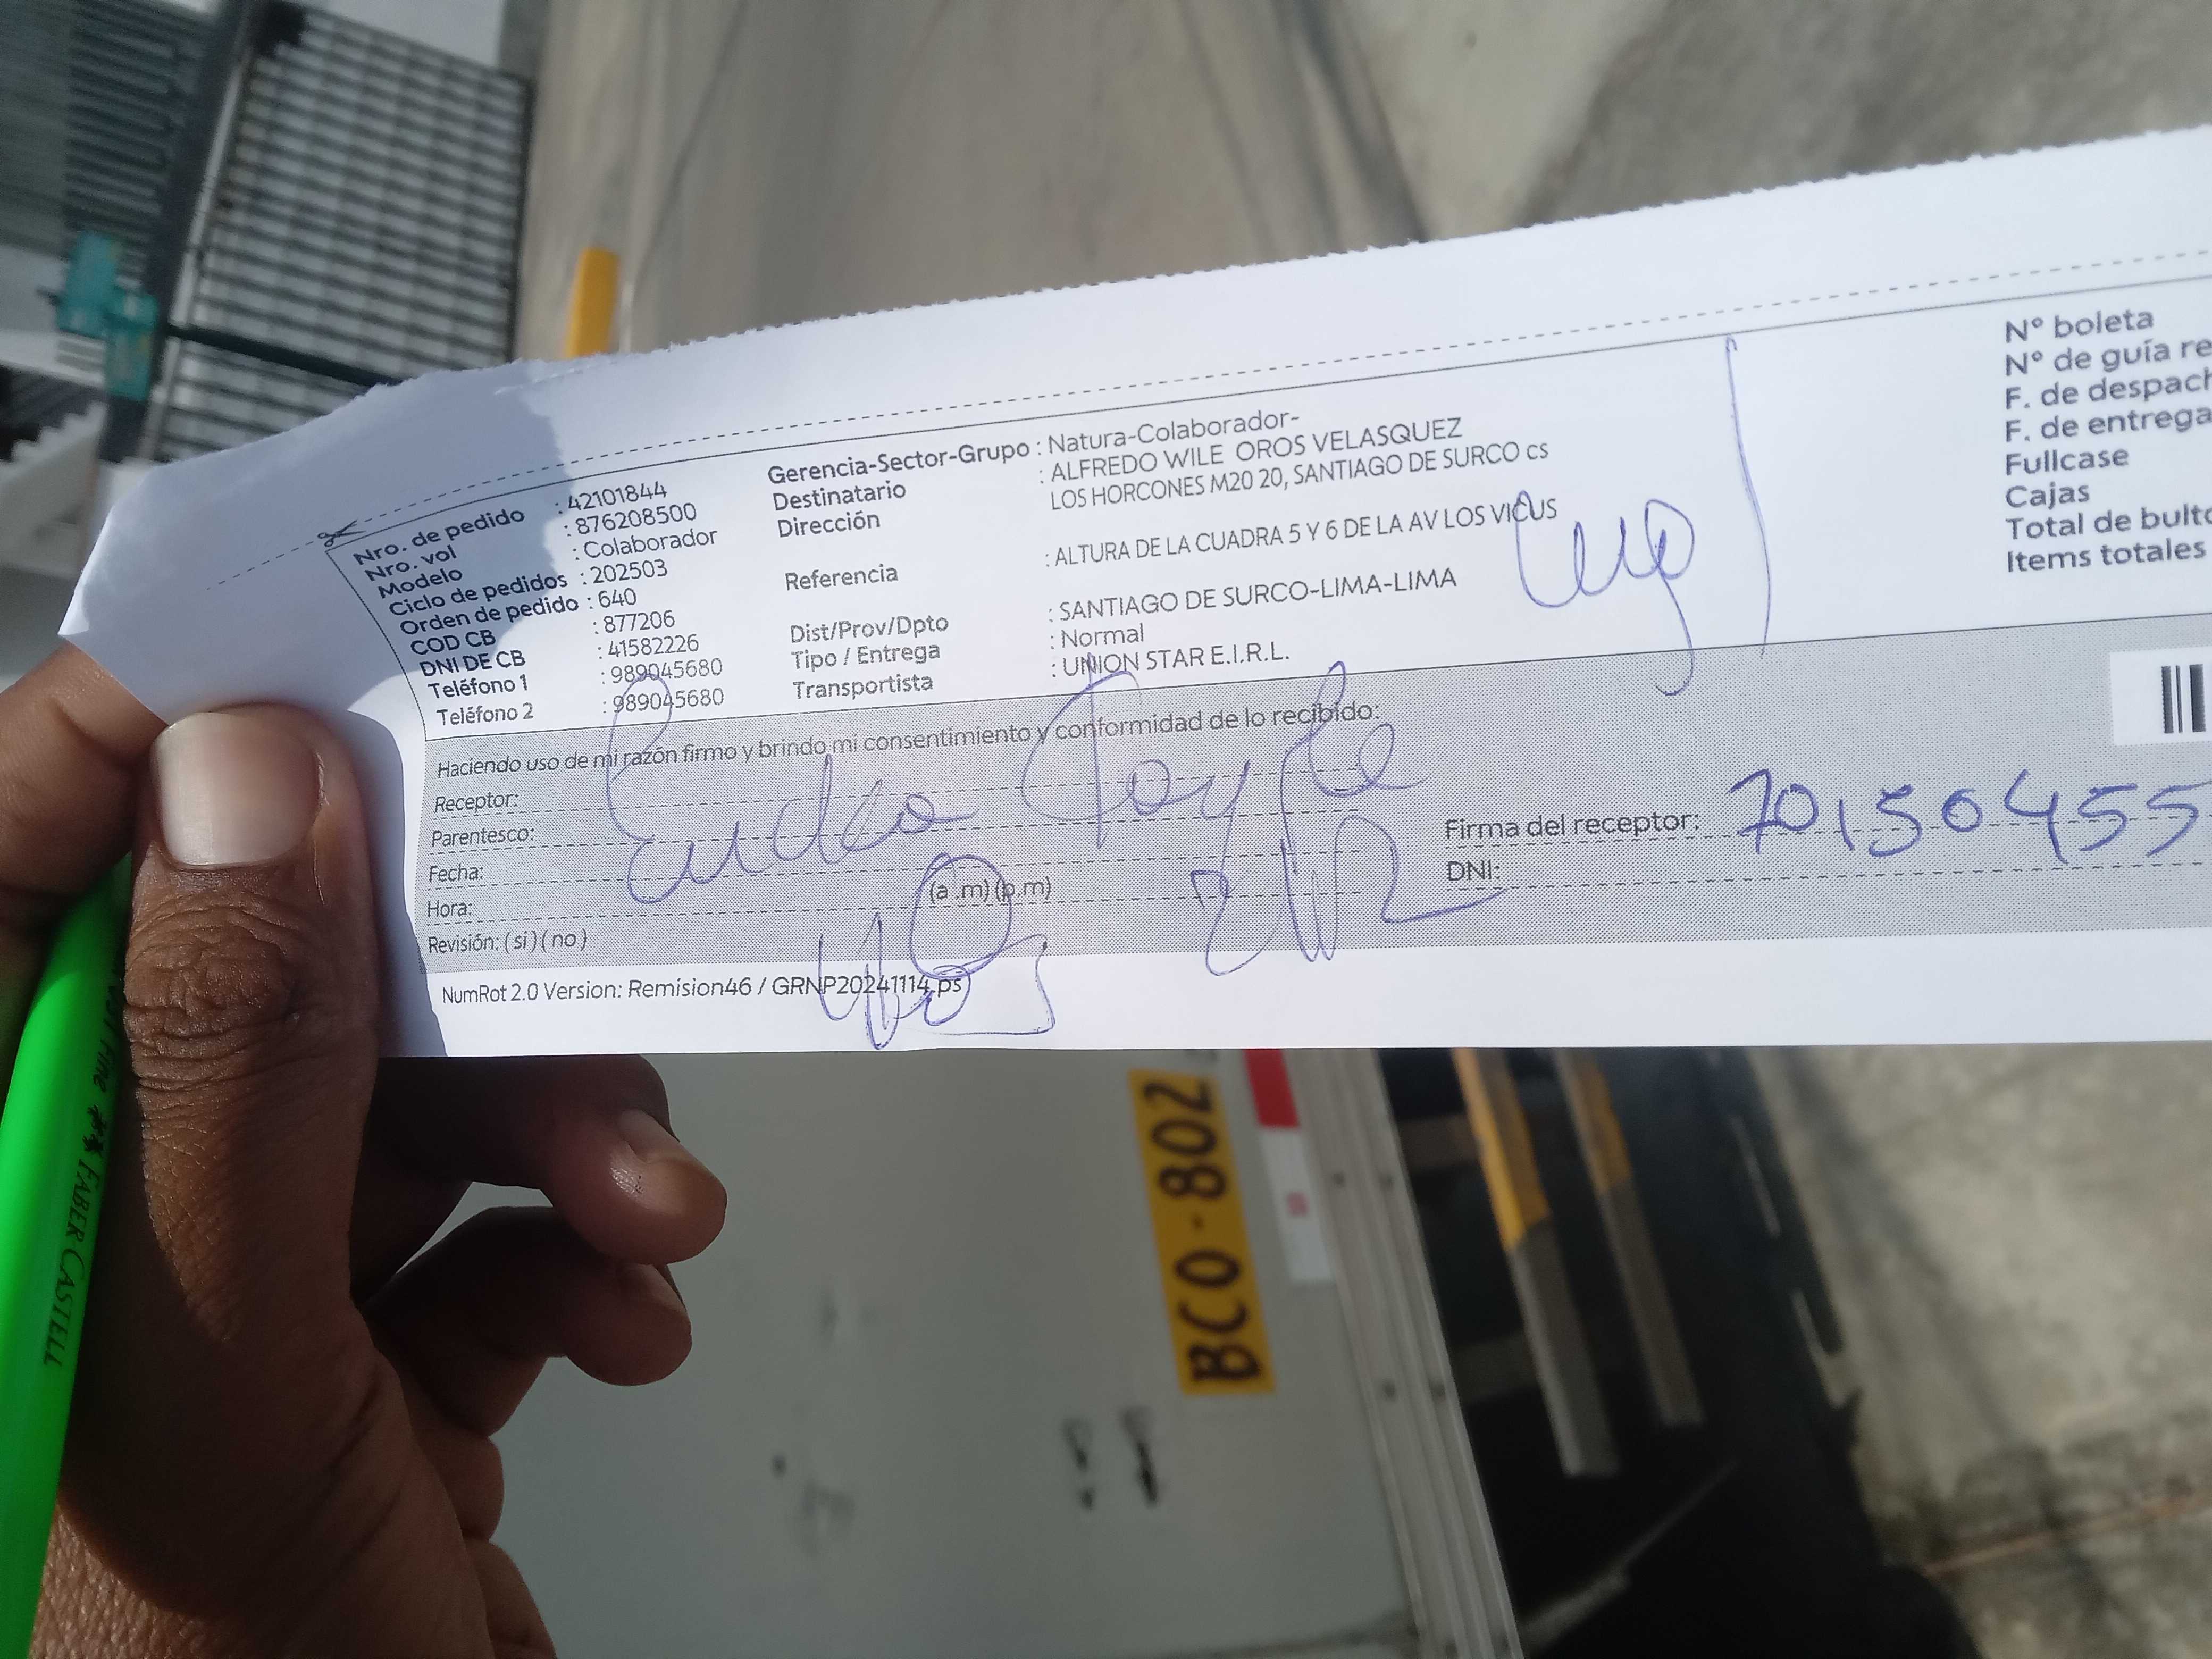 Nro. de pedido : 42101844
Nro. vol : 876208500
Modelo : Colaborador
Ciclo de pedidos : 202503
Orden de pedido : 640
COD CB : 877206
DNI DE CB : 41582226
Teléfono 1 : 989045680
Teléfono 2 : 989045680
Gerencia-Sector-Grupo : Natura-Colaborador-
Destinatario : ALFREDO WILE OROS VELASQUEZ
Dirección LOS HORCONES M20 20, SANTIAGO DE SURCO cs
Referencia : ALTURA DE LA CUADRA 5 Y 6 DE LA AV LOS VICUS
Dist/Prov/Dpto : SANTIAGO DE SURCO-LIMA-LIMA
Tipo / Entrega : Normal
Transportista : UNION STAR E.I.R.L.
N° boleta
N° de guía re
F. de despach
F. de entrega
Fullcase
Cajas
Total de bulto
Items totales
Haciendo uso de mi razón firmo y brindo mi consentimiento y conformidad de lo recibido:
Receptor:
Parentesco:
Fecha:
Hora: (a .m) (p.m)
Revisión: ( si ) ( no )
Firma del receptor: 70150455
DNI:
NumRot 2.0 Version: Remision46 / GRNP20241114.ps
BCO-802
Fine FABER CASTELL